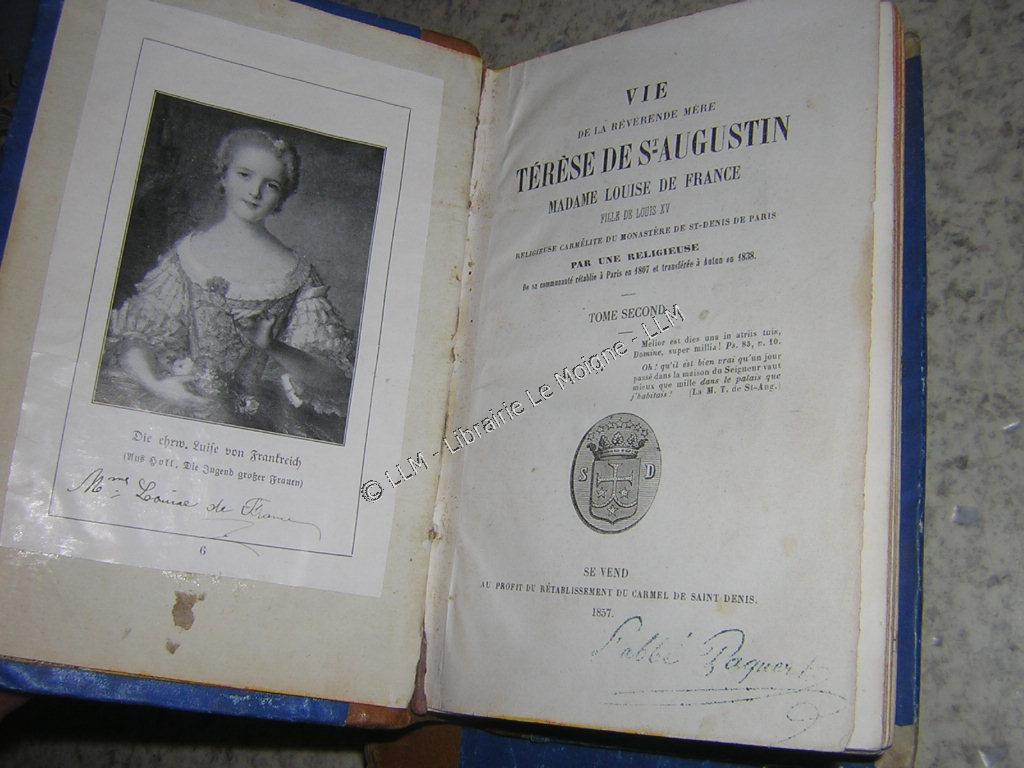 Die ehrw. Luise von Frankreich
(Aus Hott. Die Jugend großer Frauen)
Mme Louise de France
6
VIE
DE LA RÉVÉRENDE MÈRE
TÉRÈSE DE ST-AUGUSTIN
MADAME LOUISE DE FRANCE
FILLE DE LOUIS XV
RELIGIEUSE CARMÉLITE DU MONASTÈRE DE ST-DENIS DE PARIS
PAR UNE RELIGIEUSE
De sa communauté rétablie à Paris en 1807 et transférée à Autun en 1838.
TOME SECOND
Melior est dies una in atriis tuis,
Domine, super millia! Ps. 83, v. 10.
Oh! qu'il est bien vrai qu'un jour
passé dans la maison du Seigneur vaut
mieux que mille dans le palais que
j'habitais! (La M. T. de St-Aug.)
S D
SE VEND
AU PROFIT DU RÉTABLISSEMENT DU CARMEL DE SAINT DENIS.
1857.
l'abbé Paquert
© LLM - Librairie Le Moigne - LLM